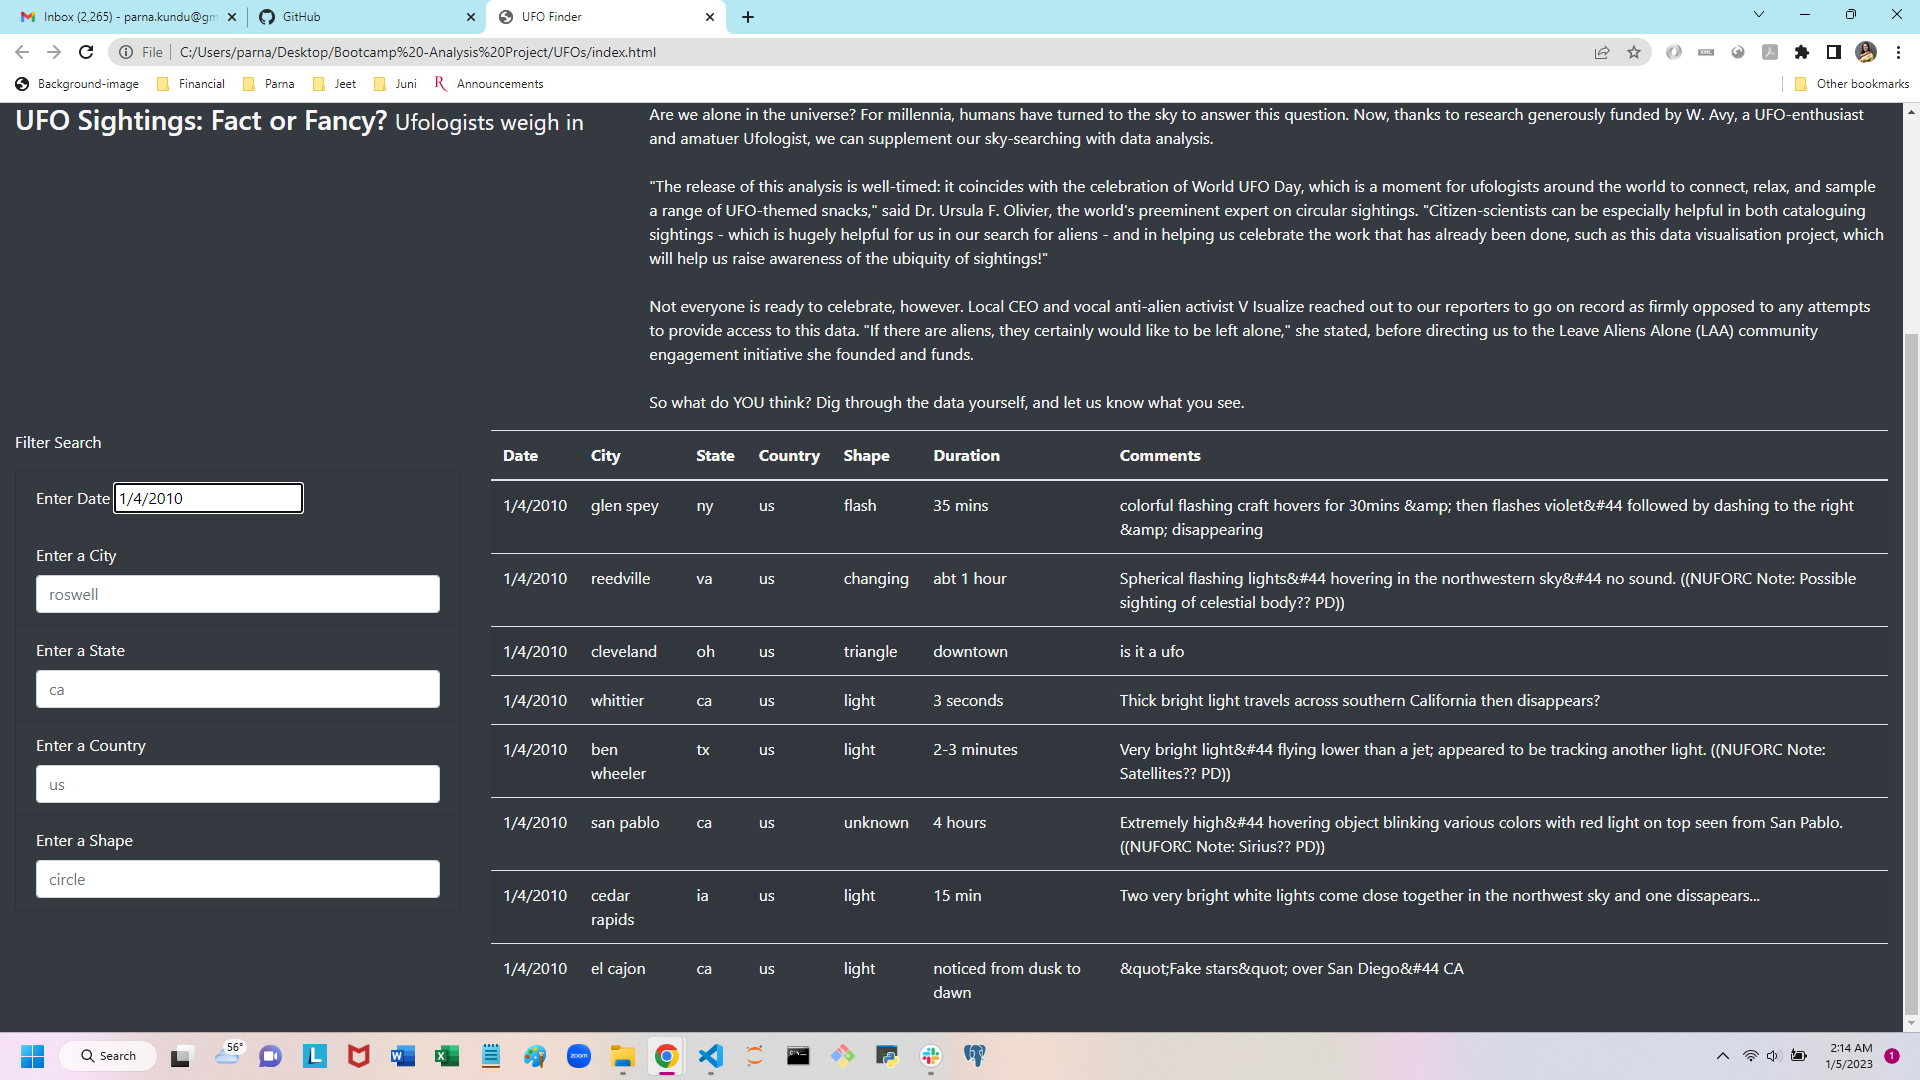 Inbox (2,265) - parna.kundu@gm
GitHub
UFO Finder
File
C:/Users/parna/Desktop/Bootcamp%20-Analysis%20Project/UFOs/index.html
Background-image
Financial
Parna
Jeet
Juni
Announcements
Other bookmarks
UFO Sightings: Fact or Fancy? Ufologists weigh in
Are we alone in the universe? For millennia, humans have turned to the sky to answer this question. Now, thanks to research generously funded by W. Avy, a UFO-enthusiast
and amatuer Ufologist, we can supplement our sky-searching with data analysis.
"The release of this analysis is well-timed: it coincides with the celebration of World UFO Day, which is a moment for ufologists around the world to connect, relax, and sample
a range of UFO-themed snacks," said Dr. Ursula F. Olivier, the world's preeminent expert on circular sightings. "Citizen-scientists can be especially helpful in both cataloguing
sightings - which is hugely helpful for us in our search for aliens - and in helping us celebrate the work that has already been done, such as this data visualisation project, which
will help us raise awareness of the ubiquity of sightings!"
Not everyone is ready to celebrate, however. Local CEO and vocal anti-alien activist V Isualize reached out to our reporters to go on record as firmly opposed to any attempts
to provide access to this data. "If there are aliens, they certainly would like to be left alone," she stated, before directing us to the Leave Aliens Alone (LAA) community
engagement initiative she founded and funds.
So what do YOU think? Dig through the data yourself, and let us know what you see.
Filter Search
Enter Date 1/4/2010
Enter a City
roswell
Enter a State
ca
Enter a Country
us
Enter a Shape
circle
Date City State Country Shape Duration Comments
1/4/2010 glen spey ny us flash 35 mins colorful flashing craft hovers for 30mins &amp;amp; then flashes violet&amp;#44 followed by dashing to the right
&amp;amp; disappearing
1/4/2010 reedville va us changing abt 1 hour Spherical flashing lights&amp;#44 hovering in the northwestern sky&amp;#44 no sound. ((NUFORC Note: Possible
sighting of celestial body?? PD))
1/4/2010 cleveland oh us triangle downtown is it a ufo
1/4/2010 whittier ca us light 3 seconds Thick bright light travels across southern California then disappears?
1/4/2010 ben us light 2-3 minutes Very bright light&amp;#44 flying lower than a jet; appeared to be tracking another light. ((NUFORC Note:
wheeler tx Satellites?? PD))
1/4/2010 san pablo ca us unknown 4 hours Extremely high&amp;#44 hovering object blinking various colors with red light on top seen from San Pablo.
((NUFORC Note: Sirius?? PD))
1/4/2010 cedar ia us light 15 min Two very bright white lights come close together in the northwest sky and one dissapears...
rapids
1/4/2010 el cajon ca us light noticed from dusk to &amp;quot;Fake stars&amp;quot; over San Diego&amp;#44 CA
dawn
56°
Search
zoom
2:14 AM
1/5/2023
1